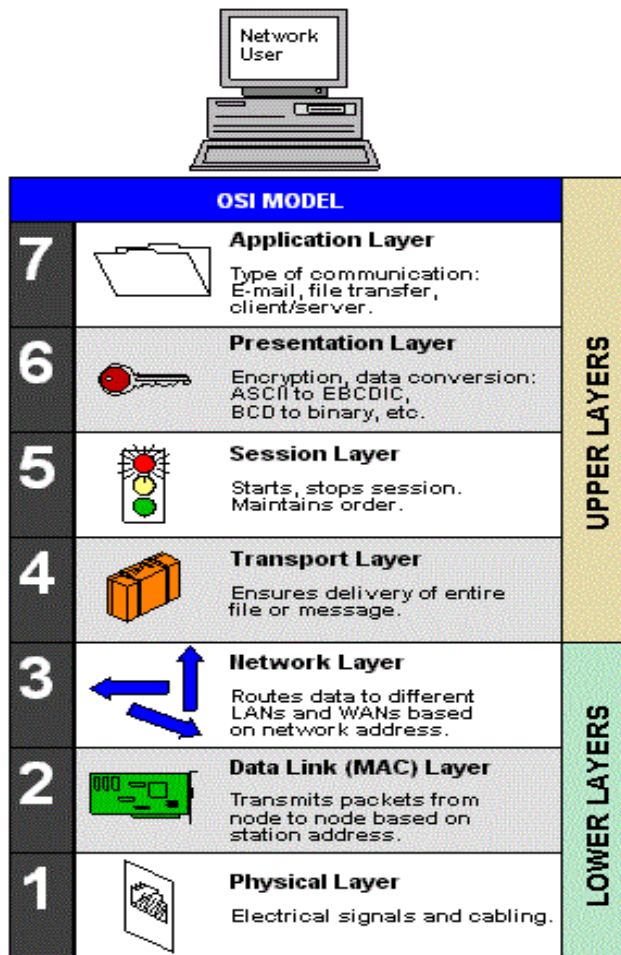 Network
User
OSI MODEL
7
Application Layer
Type of communication:
E-mail, file transfer,
client/server.
6
Presentation Layer
Encryption, data conversion:
ASCII to EBCDIC,
BCD to binary, etc.
5
Session Layer
Starts, stops session.
Maintains order.
4
Transport Layer
Ensures delivery of entire
file or message.
UPPER LAYERS
3
Network Layer
Routes data to different
LANs and WANs based
on network address.
2
Data Link (MAC) Layer
Transmits packets from
node to node based on
station address.
1
Physical Layer
Electrical signals and cabling.
LOWER LAYERS